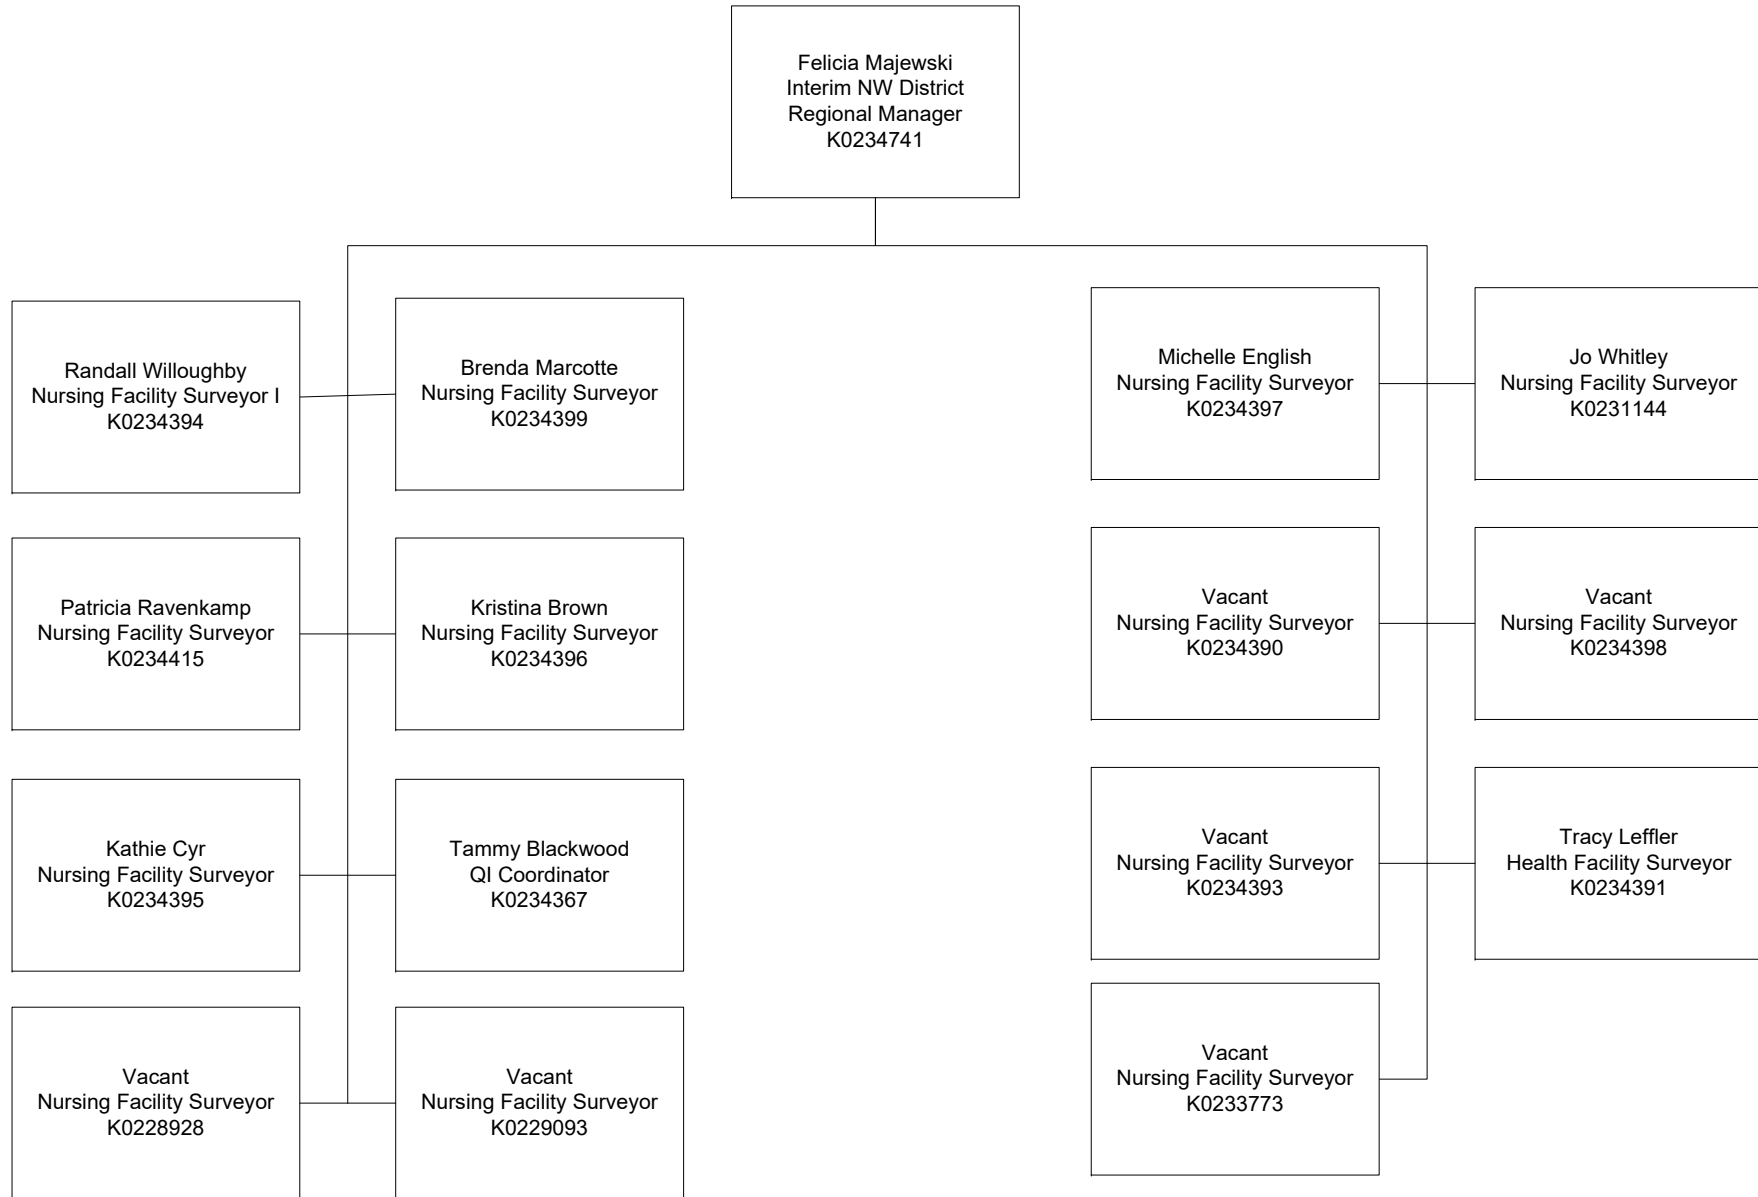 Felicia Majewski
Interim NW District
Regional Manager
K0234741
Randall Willoughby
Nursing Facility Surveyor I
K0234394
Brenda Marcotte
Nursing Facility Surveyor
K0234399
Michelle English
Nursing Facility Surveyor
K0234397
Jo Whitley
Nursing Facility Surveyor
K0231144
Patricia Ravenkamp
Nursing Facility Surveyor
K0234415
Kristina Brown
Nursing Facility Surveyor
K0234396
Vacant
Nursing Facility Surveyor
K0234390
Vacant
Nursing Facility Surveyor
K0234398
Kathie Cyr
Nursing Facility Surveyor
K0234395
Tammy Blackwood
QI Coordinator
K0234367
Vacant
Nursing Facility Surveyor
K0234393
Tracy Leffler
Health Facility Surveyor
K0234391
Vacant
Nursing Facility Surveyor
K0228928
Vacant
Nursing Facility Surveyor
K0229093
Vacant
Nursing Facility Surveyor
K0233773